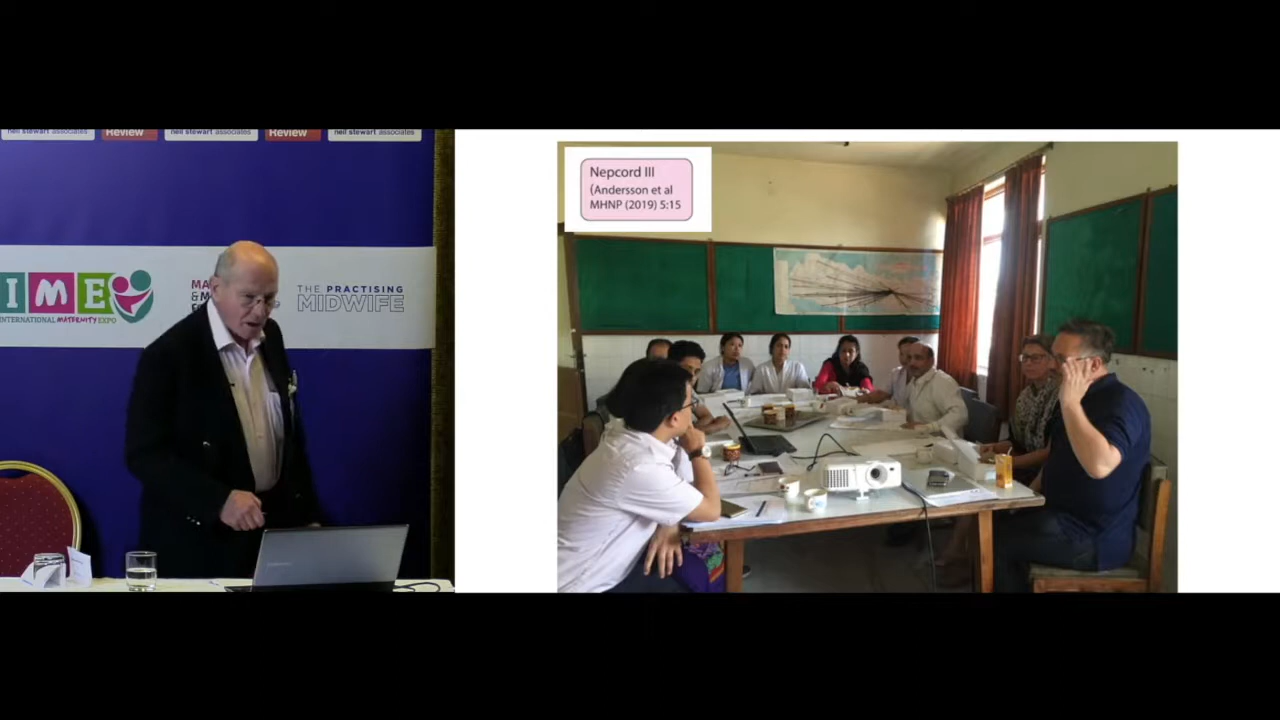 neil stewart associates
Review
neil stewart associates
Review
neil stewart associates
IME
INTERNATIONAL MATERNITY EXPO
MA
&M
THE PRACTISING
MIDWIFE
Nepcord III
(Andersson et al
MHNP (2019) 5:15